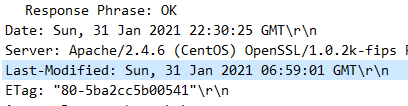 Response Phrase: OK
Date: Sun, 31 Jan 2021 22:30:25 GMT\r\n
Server: Apache/2.4.6 (CentOS) OpenSSL/1.0.2k-fips
Last-Modified: Sun, 31 Jan 2021 06:59:01 GMT\r\n
ETag: "80-5ba2cc5b00541"\r\n